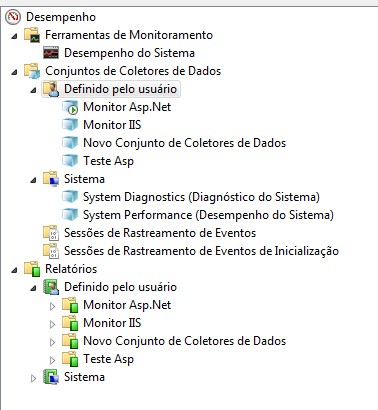 Desempenho
Ferramentas de Monitoramento
Desempenho do Sistema
Conjuntos de Coletores de Dados
Definido pelo usuário
Monitor Asp.Net
Monitor IIS
Novo Conjunto de Coletores de Dados
Teste Asp
Sistema
System Diagnostics (Diagnóstico do Sistema)
System Performance (Desempenho do Sistema)
Sessões de Rastreamento de Eventos
Sessões de Rastreamento de Eventos de Inicialização
Relatórios
Definido pelo usuário
Monitor Asp.Net
Monitor IIS
Novo Conjunto de Coletores de Dados
Teste Asp
Sistema